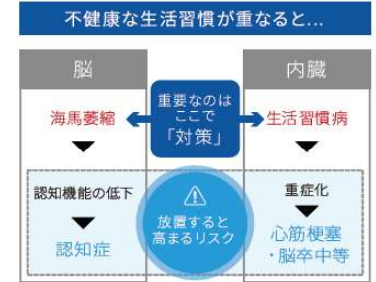 不健康な生活習慣が重なると…
脳
内臓
海馬萎縮
重要なのは
ここで
「対策」
生活習慣病
認知機能の低下
認知症
放置すると
高まるリスク
重症化
心筋梗塞
・脳卒中等